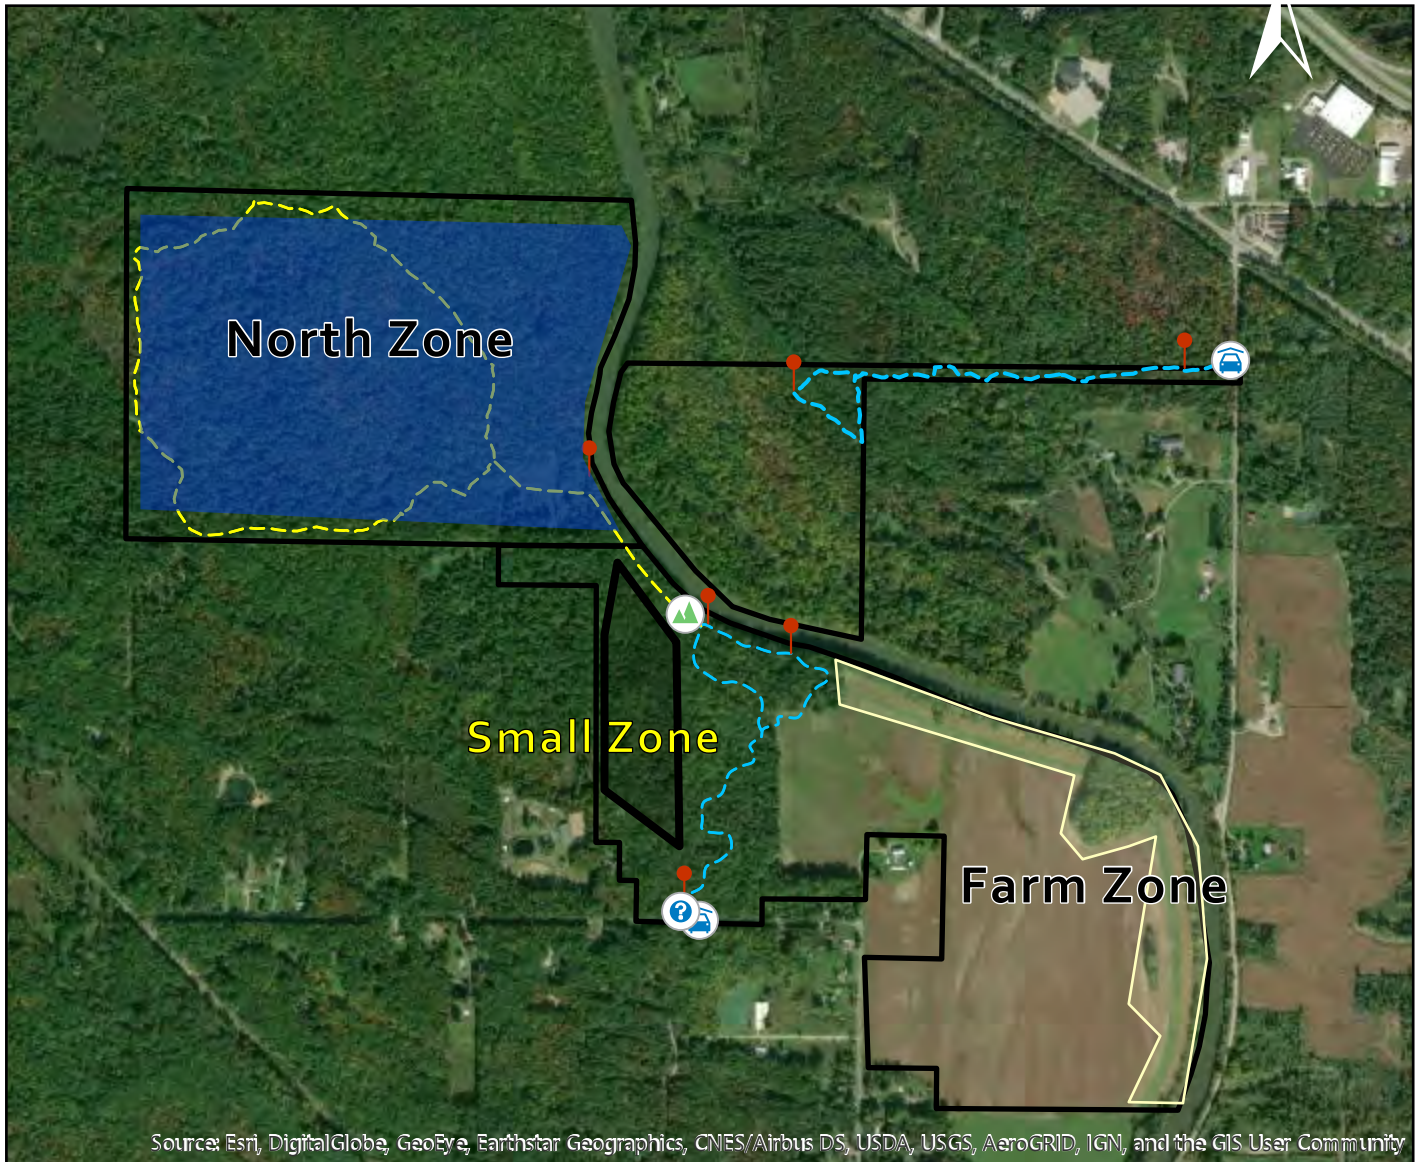 North Zone
Small Zone
Farm Zone
?
Source: Esri, DigitalGlobe, GeoEye, Earthstar Geographics, CNES/Airbus DS, USDA, USGS, AeroGRID, IGN, and the GIS User Community